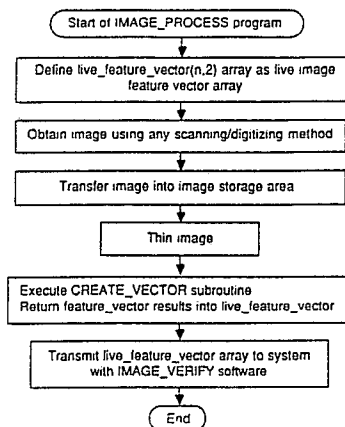 Start of IMAGE_PROCESS program
Define live_feature_vector(n,2) array as live image
feature vector array
Obtain image using any scanning/digitizing method
Transfer image into image storage area
Thin image
Execute CREATE_VECTOR subroutine
Return feature_vector results into live_feature_vector
Transmit live_feature_vector array to system
with IMAGE_VERIFY software
End